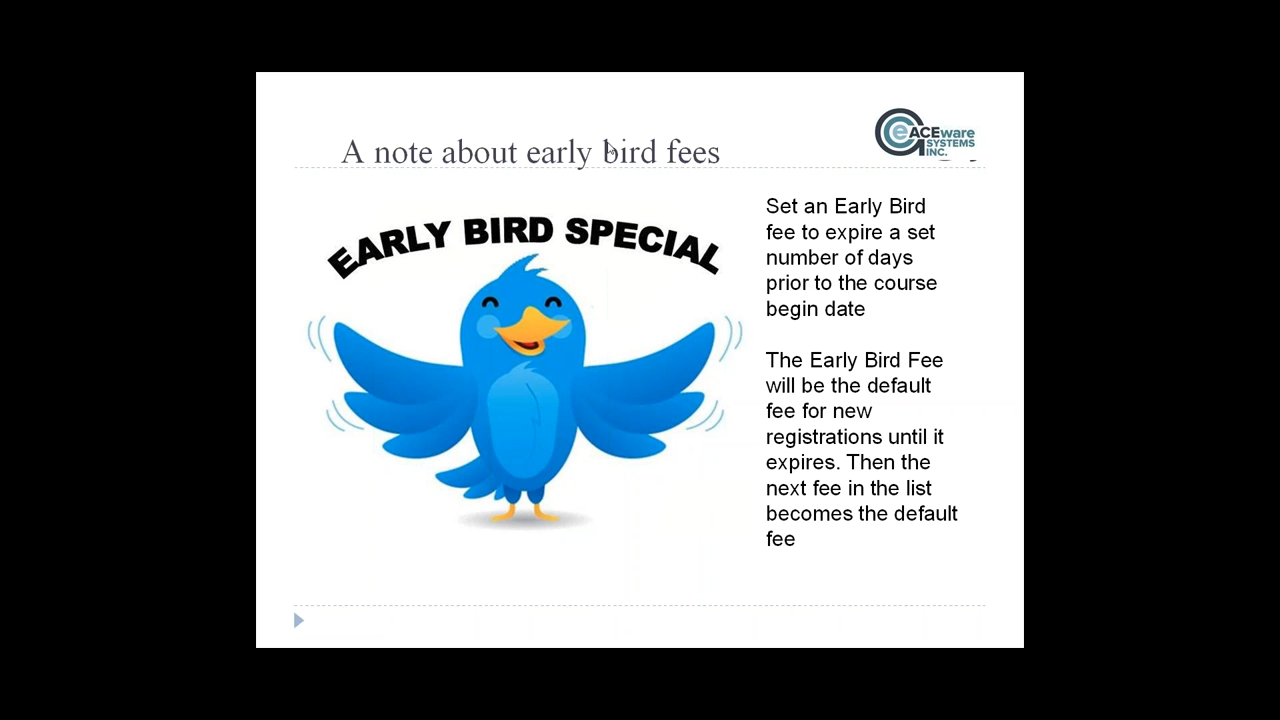 A note about early bird fees
eACEware
SYSTEMS
INC.
EARLY BIRD SPECIAL
Set an Early Bird
fee to expire a set
number of days
prior to the course
begin date
The Early Bird Fee
will be the default
fee for new
registrations until it
expires. Then the
next fee in the list
becomes the default
fee